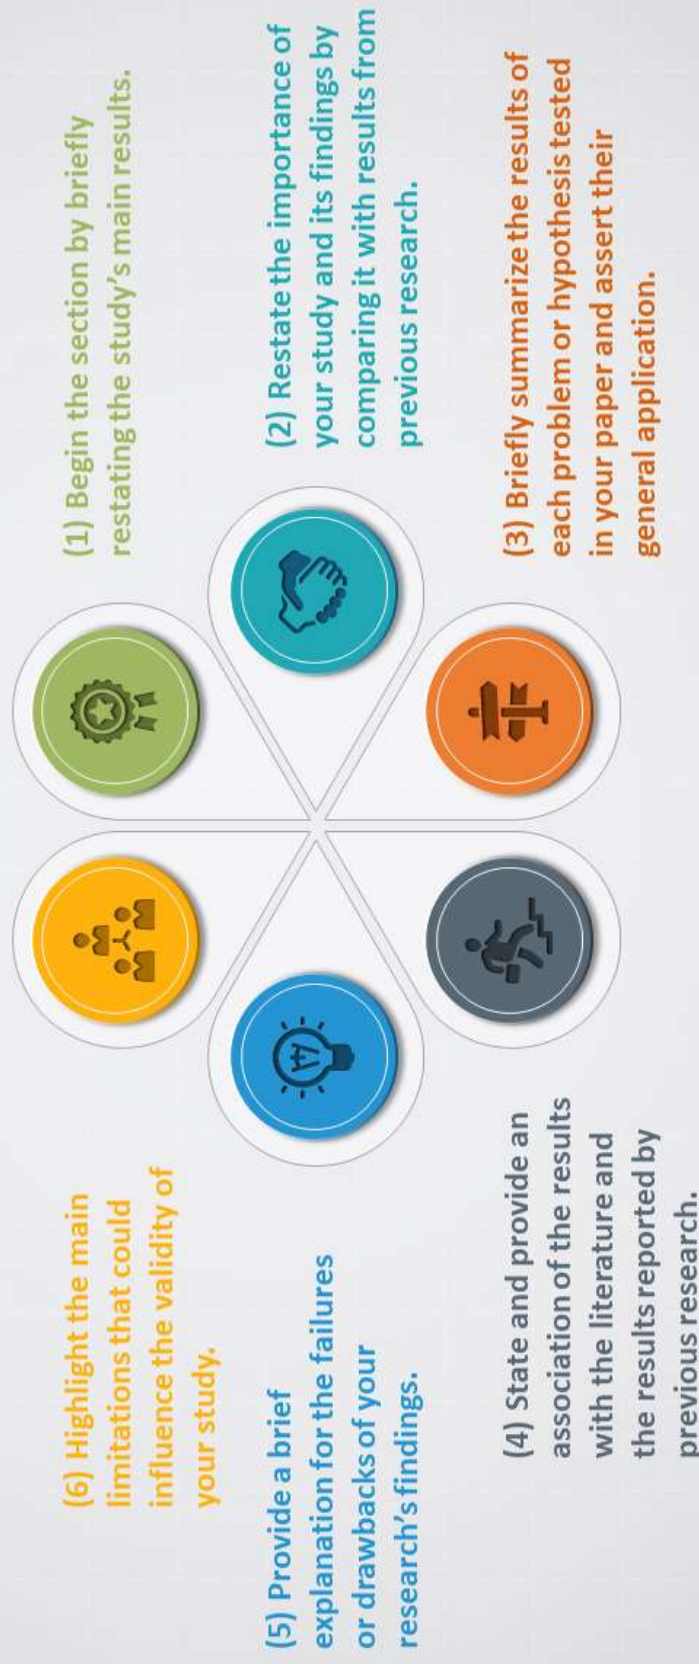 (1) Begin the section by briefly
restating the study's main results.
(2) Restate the importance of
your study and its findings by
comparing it with results from
previous research.
(3) Briefly summarize the results of
each problem or hypothesis tested
in your paper and assert their
general application.
(4) State and provide an
association of the results
with the literature and
the results reported by
previous research.
(5) Provide a brief
explanation for the failures
or drawbacks of your
research's findings.
(6) Highlight the main
limitations that could
influence the validity of
your study.